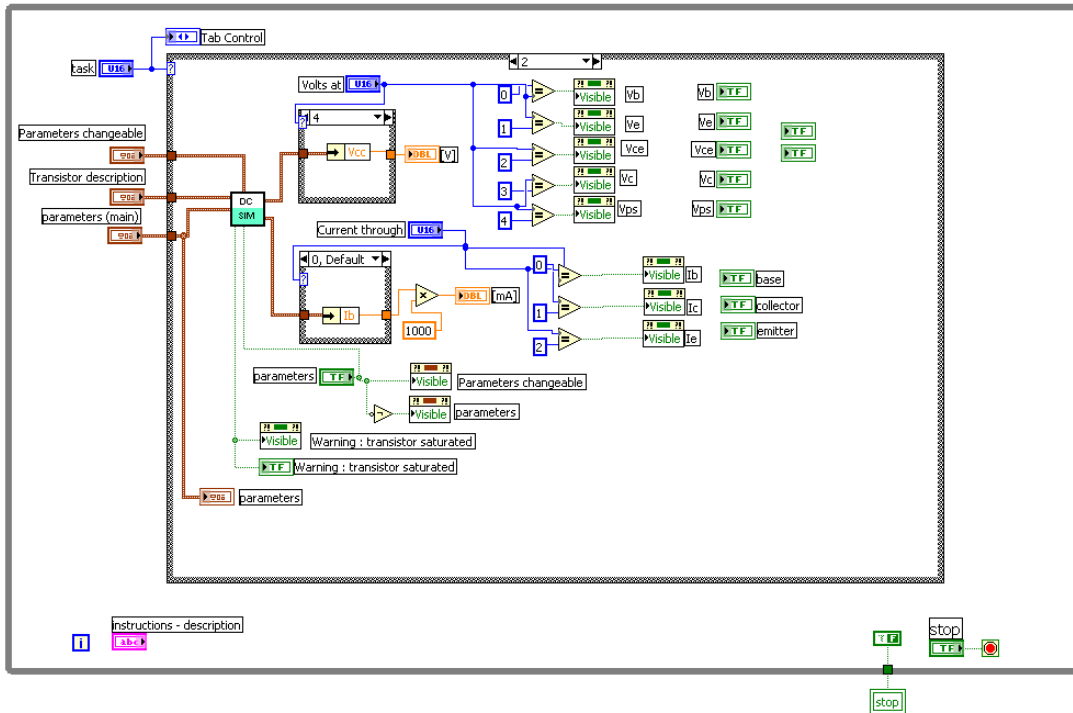 Tab Control
task U16
2
Volts at U16
0 Visible Vb Vb TF
4
1 Visible Ve Ve TF
TF
Parameters changeable
Vcc DBL [V]
2 Visible Vce Vce TF
TF
Transistor description
3 Visible Vc Vc TF
DC
SIM
parameters (main)
4 Visible Vps Vps TF
Current through U16
0, Default
0 Visible Ib TF base
Ib
× DBL [mA]
1 Visible Ic TF collector
1000
2 Visible Ie TF emitter
parameters TF Visible
Parameters changeable
Visible parameters
Visible Warning : transistor saturated
TF Warning : transistor saturated
parameters
instructions - description
i abc
stop
TF
stop